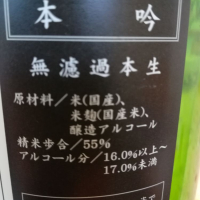 本吟
無濾過本生
原材料／米(国産)、
米麹(国産米)、
醸造アルコール
精米歩合／55%
アルコール分／16.0%以上～
17.0%未満
まで